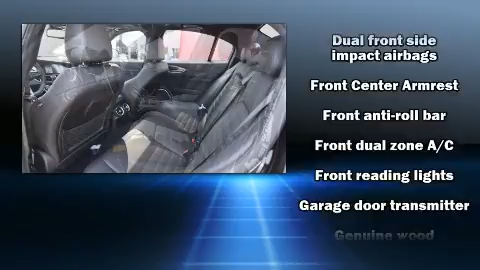 Dual front side
impact airbags
Front Center Armrest
Front anti-roll bar
Front dual zone A/C
Front reading lights
Garage door transmitter
Genuine wood